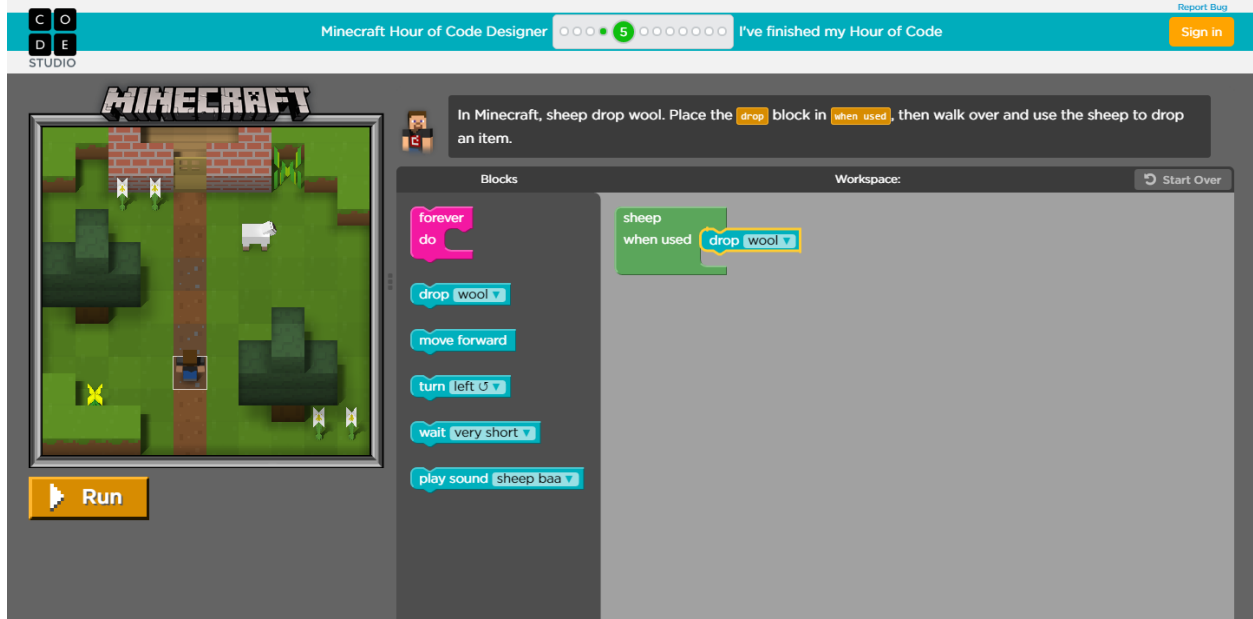 Report Bug
C O
D E
STUDIO
Minecraft Hour of Code Designer
5
I've finished my Hour of Code
Sign in
MINECRAFT
In Minecraft, sheep drop wool. Place the drop block in when used, then walk over and use the sheep to drop
an item.
Blocks
Workspace:
Start Over
forever
do
drop wool
move forward
turn left
wait very short
play sound sheep baa
sheep
when used drop wool
Run